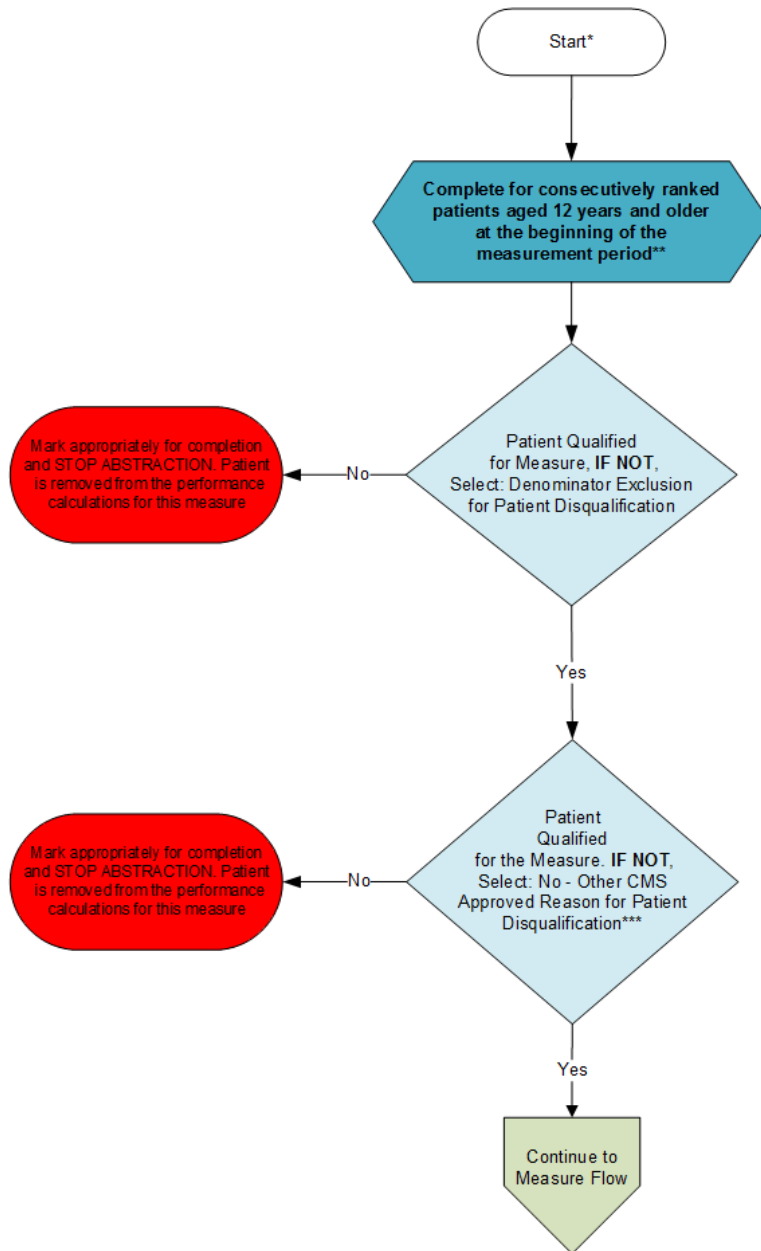 Start*
Complete for consecutively ranked
patients aged 12 years and older
at the beginning of the
measurement period**
Patient Qualified
for Measure, IF NOT,
Select: Denominator Exclusion
for Patient Disqualification
No
Mark appropriately for completion
and STOP ABSTRACTION. Patient
is removed from the performance
calculations for this measure
Yes
Patient
Qualified
for the Measure. IF NOT,
Select: No - Other CMS
Approved Reason for Patient
Disqualification***
No
Mark appropriately for completion
and STOP ABSTRACTION. Patient
is removed from the performance
calculations for this measure
Yes
Continue to
Measure Flow